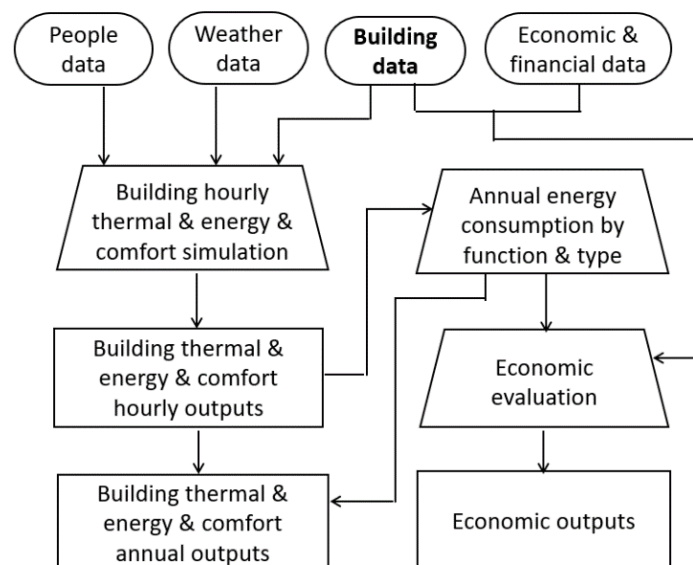 People
data
Weather
data
Building
data
Economic &
financial data
Building hourly
thermal & energy &
comfort simulation
Annual energy
consumption by
function & type
Building thermal &
energy & comfort
hourly outputs
Economic
evaluation
Building thermal &
energy & comfort
annual outputs
Economic outputs